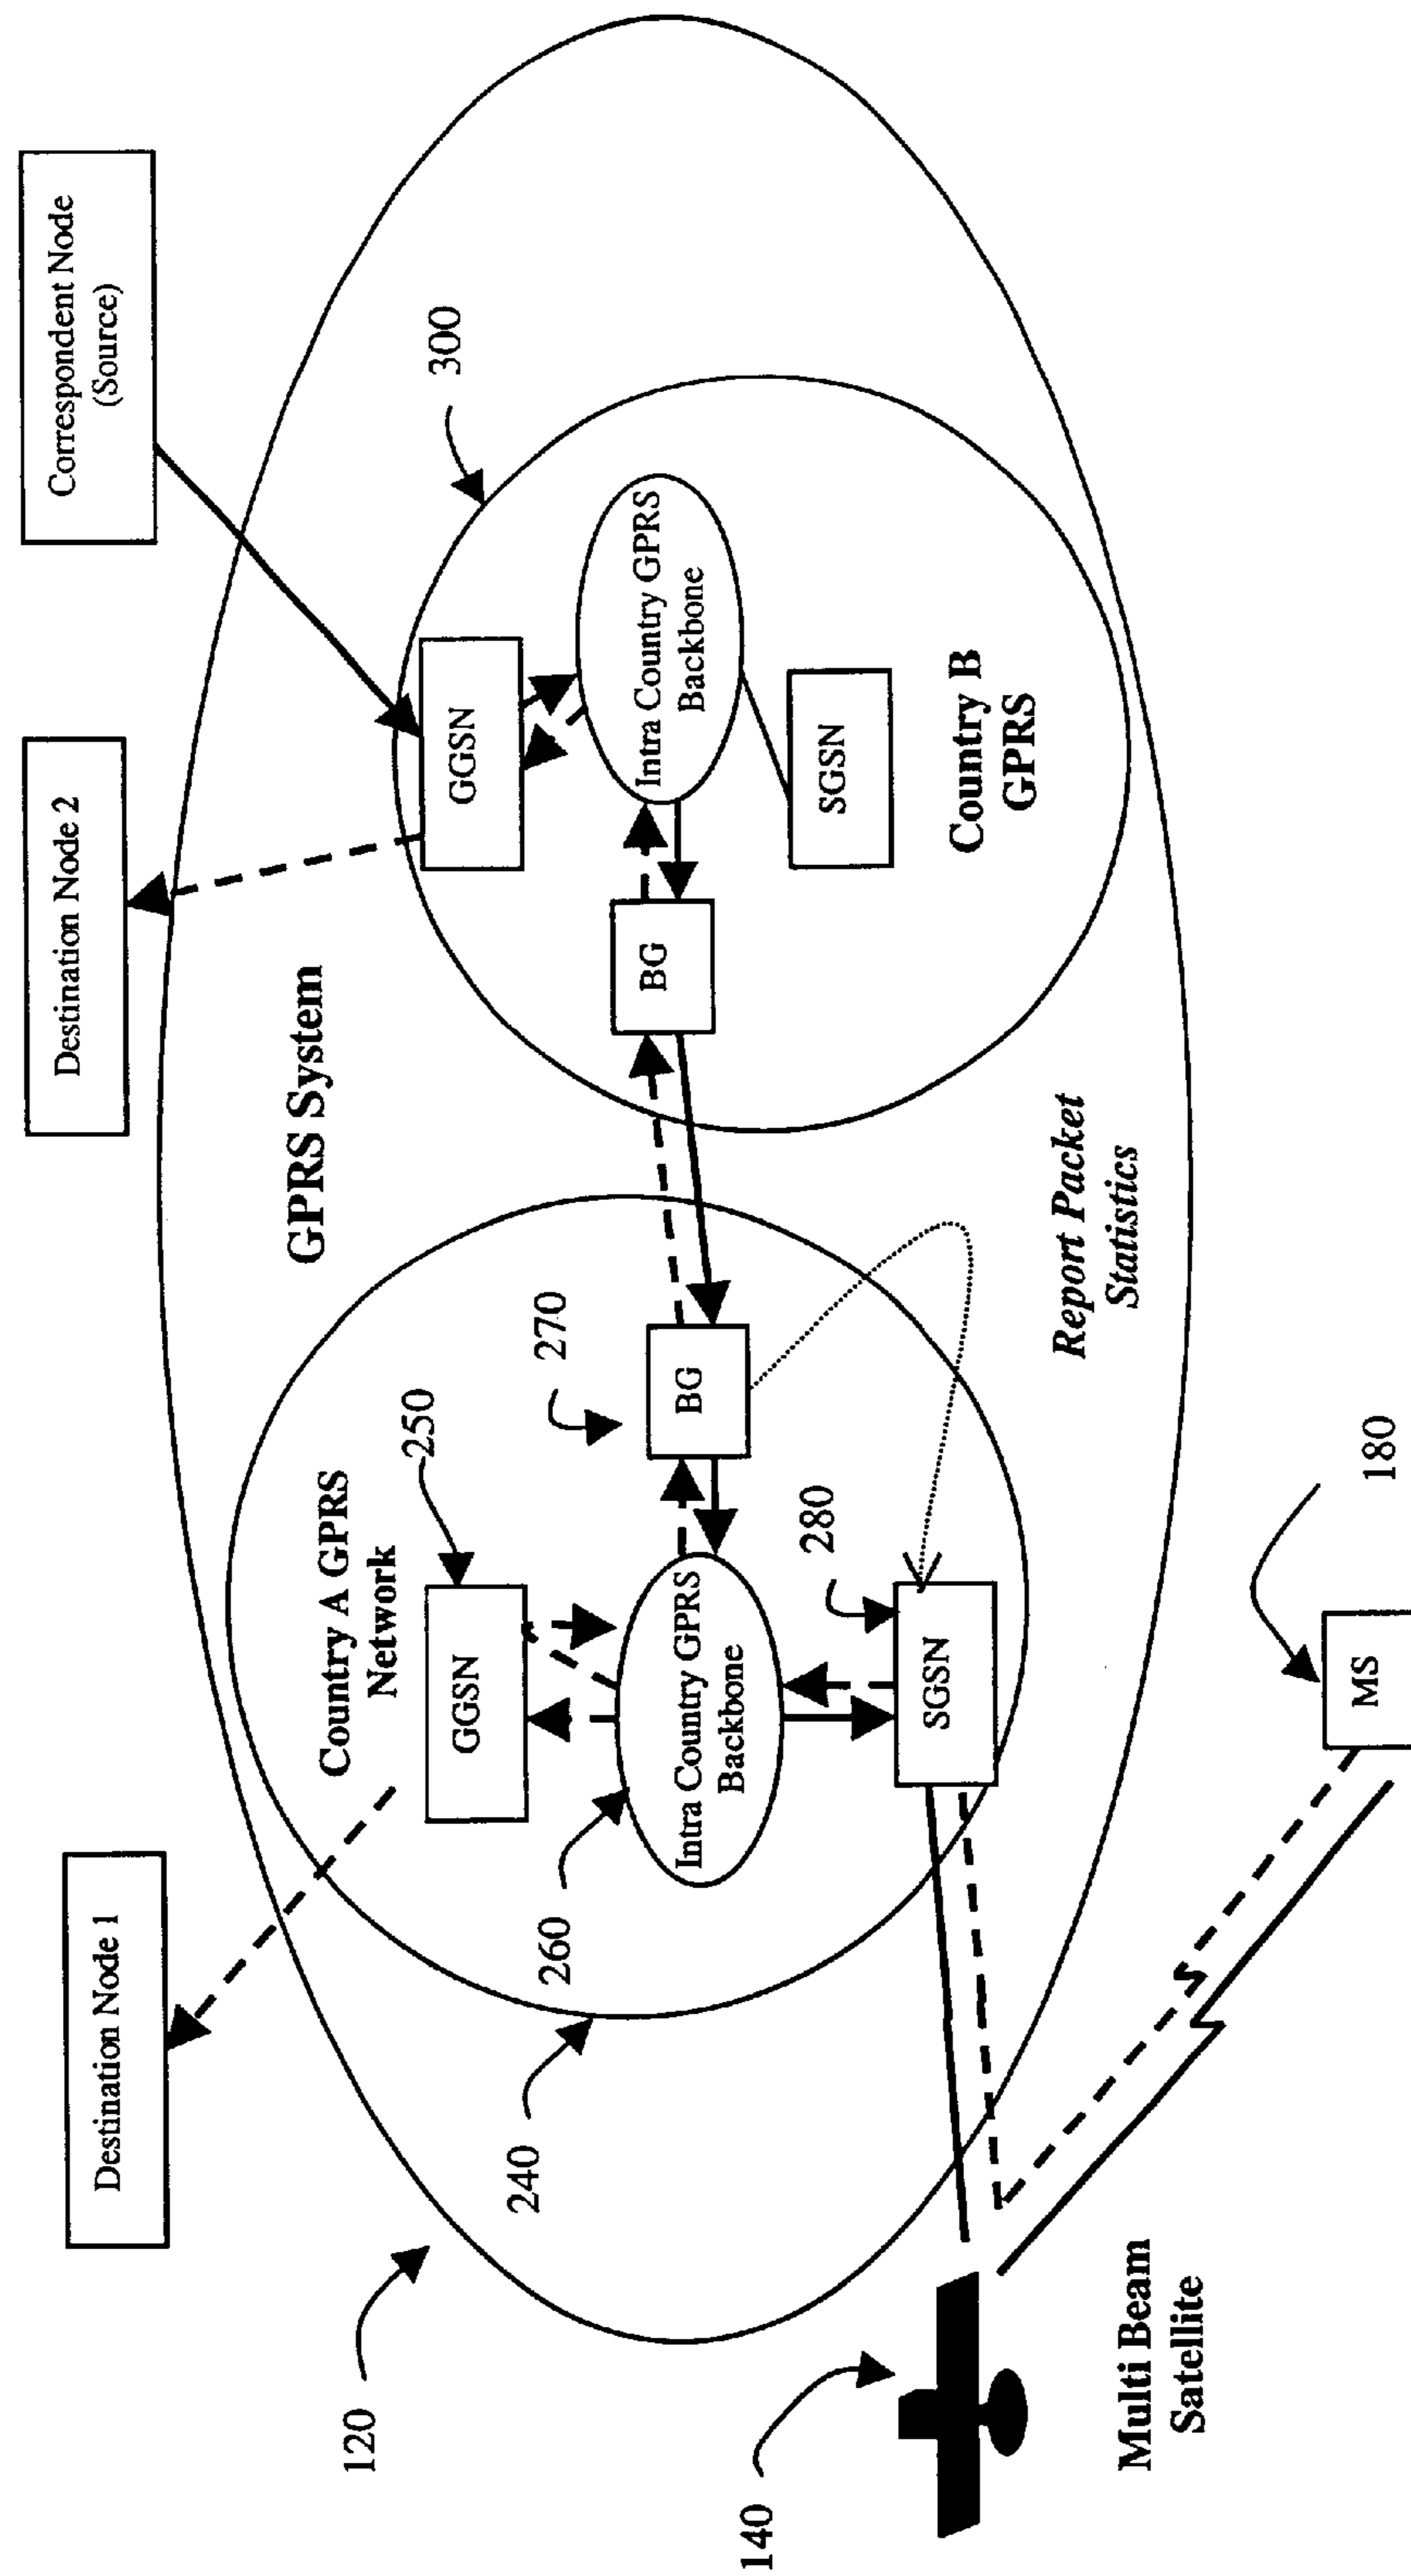 Destination Node 1
Destination Node 2
Correspondent Node
(Source)
120
240
GPRS System
300
Country A GPRS
Network
250
GGSN
GGSN
260
Intra Country GPRS
Backbone
270
BG
BG
Intra Country GPRS
Backbone
280
SGSN
SGSN
Country B
GPRS
140
Multi Beam
Satellite
Report Packet
Statistics
180
MS